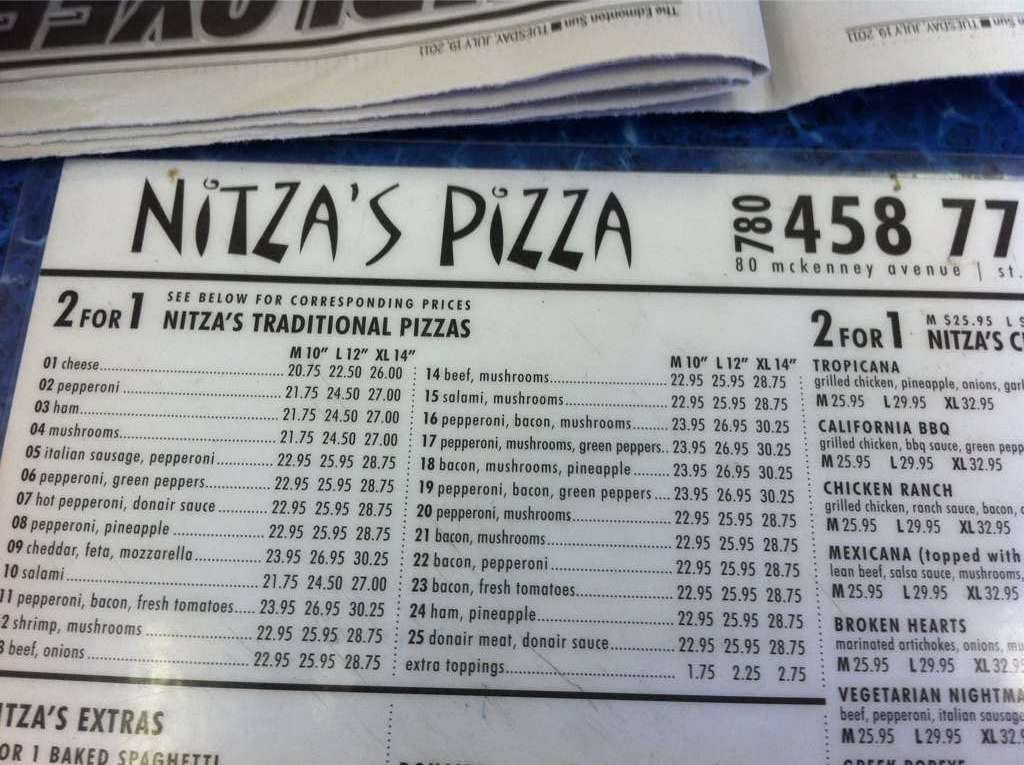 The Edmonton Sun ■ TUESDAY, JULY 19, 2011
TUESDAY, JULY 19, 2011
NiTZA'S PiZZA
780 458 77
80 mckenney avenue | st.
2 FOR 1 SEE BELOW FOR CORRESPONDING PRICES
NITZA'S TRADITIONAL PIZZAS
M 10" L 12" XL 14"
01 cheese 20.75 22.50 26.00
02 pepperoni 21.75 24.50 27.00
03 ham 21.75 24.50 27.00
04 mushrooms 21.75 24.50 27.00
05 italian sausage, pepperoni 22.95 25.95 28.75
06 pepperoni, green peppers 22.95 25.95 28.75
07 hot pepperoni, donair sauce 22.95 25.95 28.75
08 pepperoni, pineapple 22.95 25.95 28.75
09 cheddar, feta, mozzarella 23.95 26.95 30.25
10 salami 21.75 24.50 27.00
11 pepperoni, bacon, fresh tomatoes 23.95 26.95 30.25
2 shrimp, mushrooms 22.95 25.95 28.75
3 beef, onions 22.95 25.95 28.75
M 10" L 12" XL 14"
14 beef, mushrooms 22.95 25.95 28.75
15 salami, mushrooms 22.95 25.95 28.75
16 pepperoni, bacon, mushrooms 23.95 26.95 30.25
17 pepperoni, mushrooms, green peppers 23.95 26.95 30.25
18 bacon, mushrooms, pineapple 23.95 26.95 30.25
19 pepperoni, bacon, green peppers 23.95 26.95 30.25
20 pepperoni, mushrooms 22.95 25.95 28.75
21 bacon, mushrooms 22.95 25.95 28.75
22 bacon, pepperoni 22.95 25.95 28.75
23 bacon, fresh tomatoes 22.95 25.95 28.75
24 ham, pineapple 22.95 25.95 28.75
25 donair meat, donair sauce 22.95 25.95 28.75
extra toppings 1.75 2.25 2.75
2 FOR 1 M $25.95 L $
NITZA'S C
TROPICANA
grilled chicken, pineapple, onions, garl
M 25.95 L 29.95 XL 32.95
CALIFORNIA BBQ
grilled chicken, bbq sauce, green pepp
M 25.95 L 29.95 XL 32.95
CHICKEN RANCH
grilled chicken, ranch sauce, bacon,
M 25.95 L 29.95 XL 32.95
MEXICANA (topped with
lean beef, salsa sauce, mushrooms,
M 25.95 L 29.95 XL 32.95
BROKEN HEARTS
marinated artichokes, onions, mu
M 25.95 L 29.95 XL 32.95
VEGETARIAN NIGHTMA
beef, pepperoni, italian sausag
M 25.95 L 29.95 XL 32.9
ITZA'S EXTRAS
OR 1 BAKED SPAGHETTI